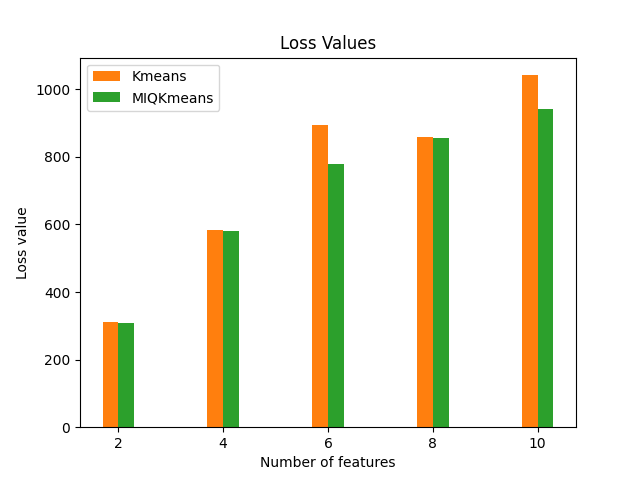 Loss Values
Kmeans
MIQKmeans
1000
800
600
400
200
0
Loss value
2 4 6 8 10
Number of features